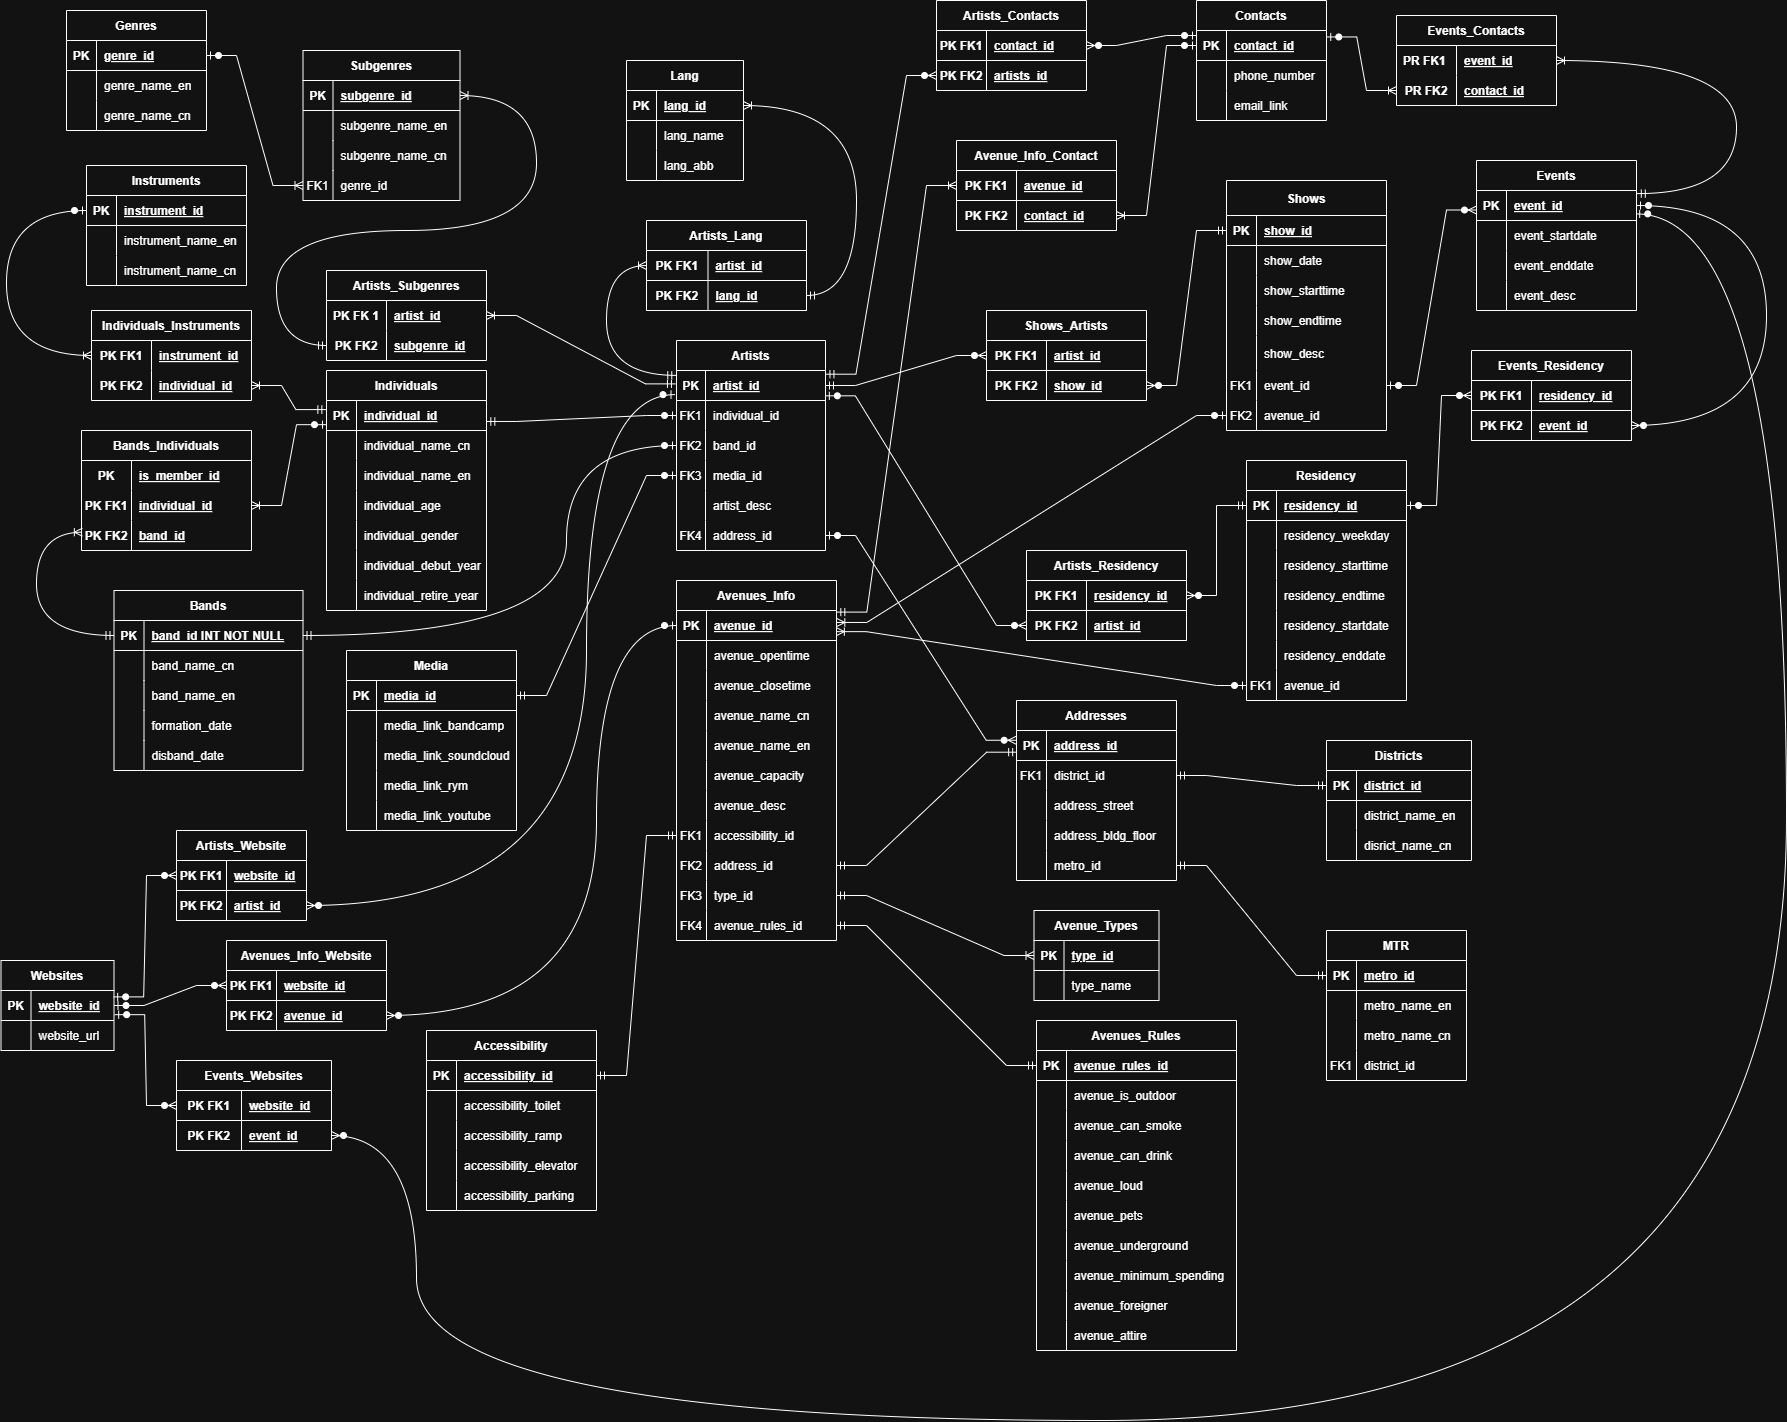 Genres
PK genre_id
genre_name_en
genre_name_cn
Subgenres
PK subgenre_id
subgenre_name_en
subgenre_name_cn
FK1 genre_id
Lang
PK lang_id
lang_name
lang_abb
Artists_Contacts
PK FK1 contact_id
PK FK2 artists_id
Contacts
PK contact_id
phone_number
email_link
Events_Contacts
PR FK1 event_id
PR FK2 contact_id
Instruments
PK instrument_id
instrument_name_en
instrument_name_cn
Avenue_Info_Contact
PK FK1 avenue_id
PK FK2 contact_id
Shows
PK show_id
show_date
show_starttime
show_endtime
show_desc
FK1 event_id
FK2 avenue_id
Events
PK event_id
event_startdate
event_enddate
event_desc
Artists_Lang
PK FK1 artist_id
PK FK2 lang_id
Artists_Subgenres
PK FK 1 artist_id
PK FK2 subgenre_id
Individuals_Instruments
PK FK1 instrument_id
PK FK2 individual_id
Shows_Artists
PK FK1 artist_id
PK FK2 show_id
Artists
PK artist_id
FK1 individual_id
FK2 band_id
FK3 media_id
artist_desc
FK4 address_id
Events_Residency
PK FK1 residency_id
PK FK2 event_id
Individuals
PK individual_id
individual_name_cn
individual_name_en
individual_age
individual_gender
individual_debut_year
individual_retire_year
Bands_Individuals
PK is_member_id
PK FK1 individual_id
PK FK2 band_id
Residency
PK residency_id
residency_weekday
residency_starttime
residency_endtime
residency_startdate
residency_enddate
FK1 avenue_id
Artists_Residency
PK FK1 residency_id
PK FK2 artist_id
Bands
PK band_id INT NOT NULL
band_name_cn
band_name_en
formation_date
disband_date
Avenues_Info
PK avenue_id
avenue_opentime
avenue_closetime
avenue_name_cn
avenue_name_en
avenue_capacity
avenue_desc
FK1 accessibility_id
FK2 address_id
FK3 type_id
FK4 avenue_rules_id
Media
PK media_id
media_link_bandcamp
media_link_soundcloud
media_link_rym
media_link_youtube
Addresses
PK address_id
FK1 district_id
address_street
address_bldg_floor
metro_id
Districts
PK district_id
district_name_en
disrict_name_cn
Artists_Website
PK FK1 website_id
PK FK2 artist_id
Avenue_Types
PK type_id
type_name
MTR
PK metro_id
metro_name_en
metro_name_cn
FK1 district_id
Avenues_Info_Website
PK FK1 website_id
PK FK2 avenue_id
Websites
PK website_id
website_url
Events_Websites
PK FK1 website_id
PK FK2 event_id
Accessibility
PK accessibility_id
accessibility_toilet
accessibility_ramp
accessibility_elevator
accessibility_parking
Avenues_Rules
PK avenue_rules_id
avenue_is_outdoor
avenue_can_smoke
avenue_can_drink
avenue_loud
avenue_pets
avenue_underground
avenue_minimum_spending
avenue_foreigner
avenue_attire